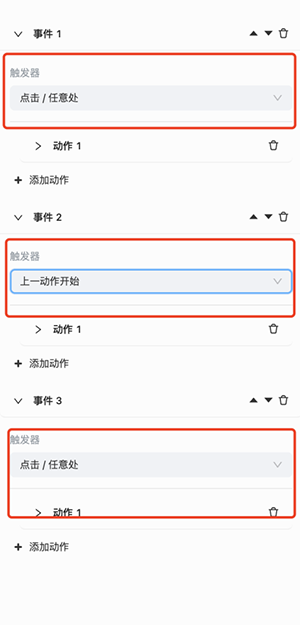 事件 1
触发器
点击 / 任意处
动作 1
添加动作
事件 2
触发器
上一动作开始
动作 1
添加动作
事件 3
触发器
点击 / 任意处
动作 1
添加动作